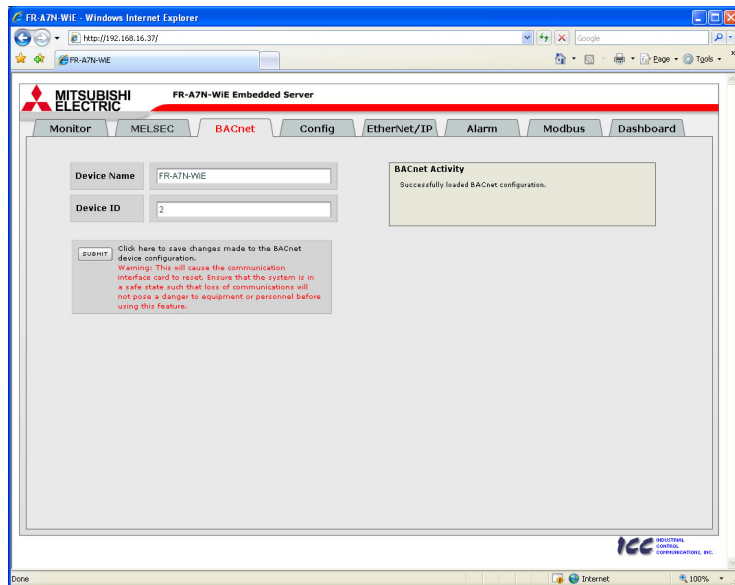 FR-A7N-WiE - Windows Internet Explorer
http://192.168.16.37/
Google
FR-A7N-WiE
Page
Tools
MITSUBISHI
ELECTRIC
FR-A7N-WiE Embedded Server
Monitor
MELSEC
BACnet
Config
EtherNet/IP
Alarm
Modbus
Dashboard
Device Name
FR-A7N-WiE
Device ID
2
BACnet Activity
Successfully loaded BACnet configuration.
SUBMIT
Click here to save changes made to the BACnet
device configuration.
Warning: This will cause the communication
interface card to reset. Ensure that the system is in
a safe state such that loss of communications will
not pose a danger to equipment or personnel before
using this feature.
ICC
INDUSTRIAL
CONTROL
COMMUNICATIONS, INC.
Done
Internet
100%